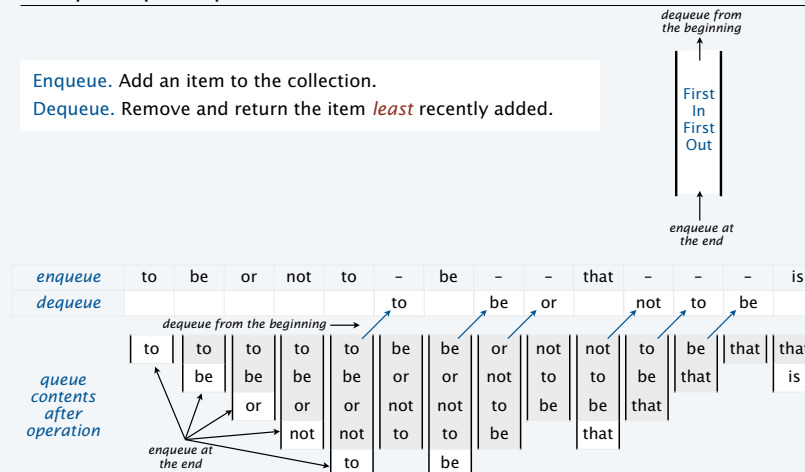 dequeue from
the beginning
Enqueue. Add an item to the collection.
Dequeue. Remove and return the item least recently added.
First
In
First
Out
enqueue at
the end
enqueue to be or not to – be – – that – – – is
dequeue to be or not to be
dequeue from the beginning
to to to to to be be or not not to be that that
be be be be or or not to to be that is
or or or not not to be be that
not not to to be that
to be
queue
contents
after
operation
enqueue at
the end